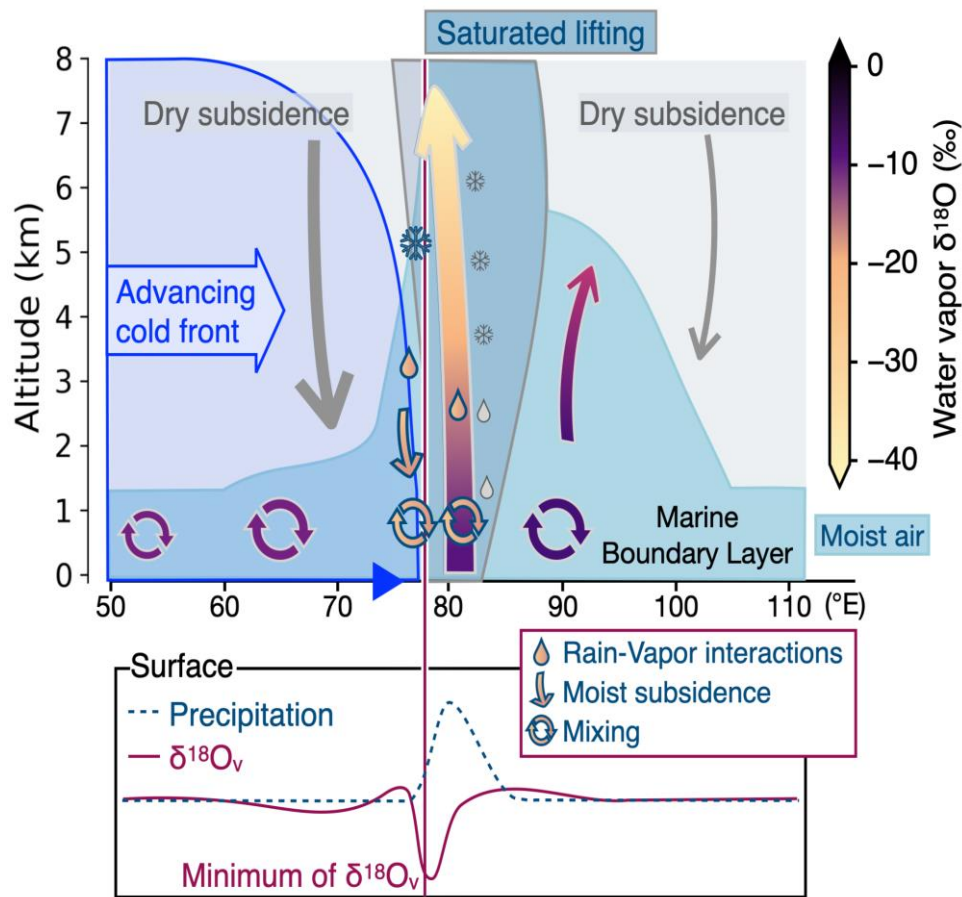 Saturated lifting
8
7
6
5
4
3
2
1
0
Altitude (km)
Dry subsidence
Dry subsidence
Advancing
cold front
Marine
Boundary Layer
50
60
70
80
90
100
110
(°E)
0
−10
−20
−30
−40
Water vapor δ¹⁸O (‰)
Moist air
Rain-Vapor interactions
Moist subsidence
Mixing
Surface
Precipitation
δ¹⁸Oᵥ
Minimum of δ¹⁸Oᵥ